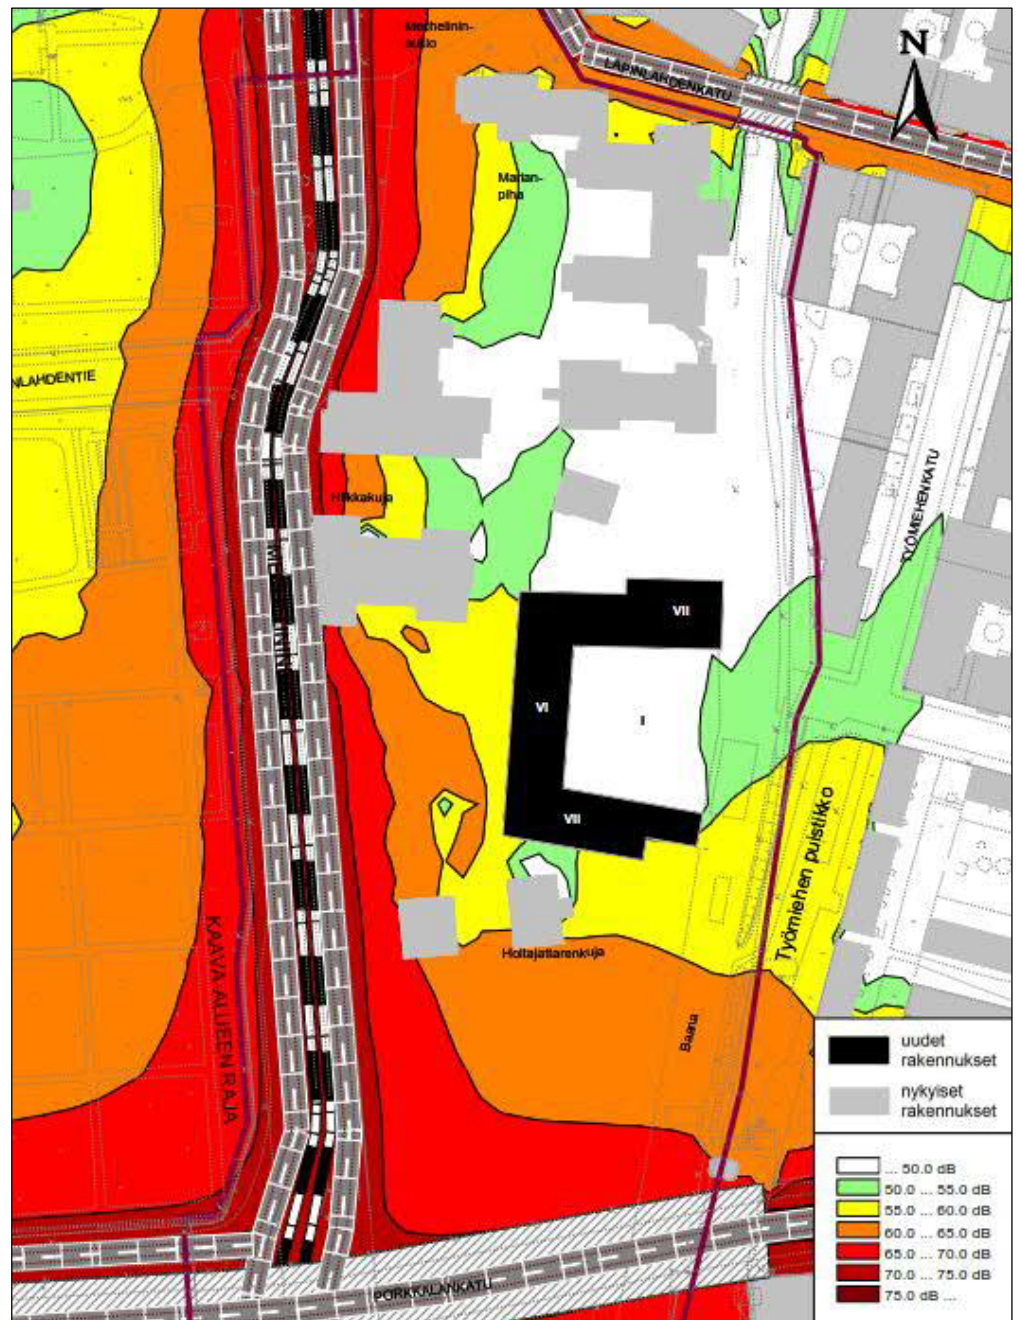 Mechelinin-
aukio
N
LAPINLAHDENKATU
Marian-
piha
NLAHDENTIE
Hilkkakuja
TYÖMIEHENKATU
VII
VI
I
VII
Työmiehen puistikko
KAAVA-ALUEEN RAJA
Hoitajattarenkuja
Baana
PORKKALANKATU
uudet
rakennukset
nykyiset
rakennukset
... 50.0 dB
50.0 ... 55.0 dB
55.0 ... 60.0 dB
60.0 ... 65.0 dB
65.0 ... 70.0 dB
70.0 ... 75.0 dB
75.0 dB ...